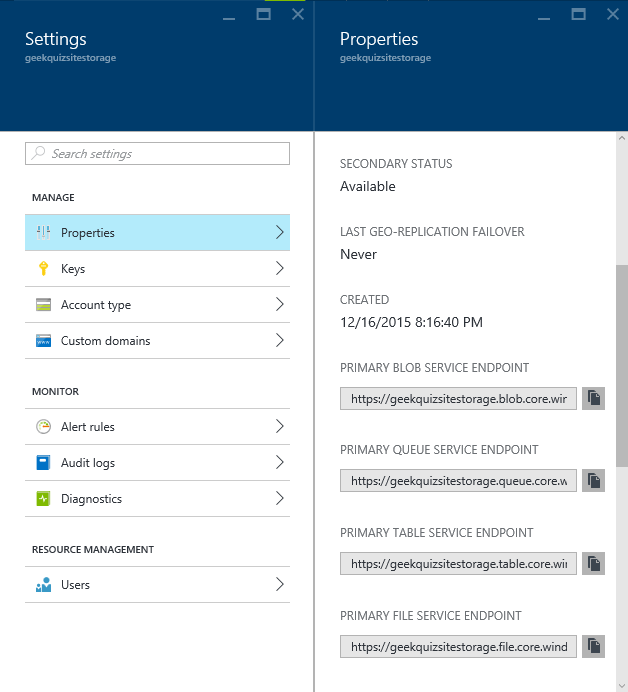 Settings
geekquizsitestorage
Search settings
MANAGE
Properties
Keys
Account type
Custom domains
MONITOR
Alert rules
Audit logs
Diagnostics
RESOURCE MANAGEMENT
Users
Properties
geekquizsitestorage
SECONDARY STATUS
Available
LAST GEO-REPLICATION FAILOVER
Never
CREATED
12/16/2015 8:16:40 PM
PRIMARY BLOB SERVICE ENDPOINT
https://geekquizsitestorage.blob.core.win
PRIMARY QUEUE SERVICE ENDPOINT
https://geekquizsitestorage.queue.core.w
PRIMARY TABLE SERVICE ENDPOINT
https://geekquizsitestorage.table.core.win
PRIMARY FILE SERVICE ENDPOINT
https://geekquizsitestorage.file.core.wind